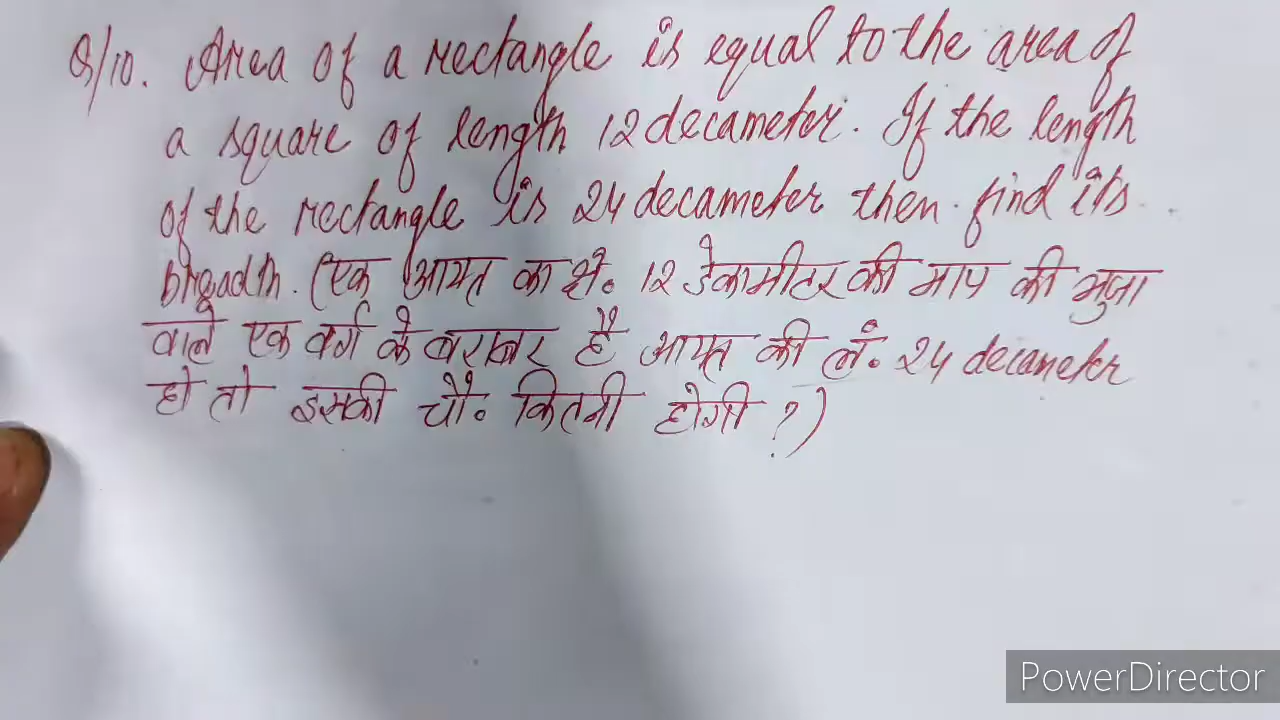 Q/10. Area of a rectangle is equal to the area of
a square of length 12 decameter. If the length
of the rectangle is 24 decameter then find its
breadth. (एक आयत का क्षे॰ 12 डेकामीटर की माप की भुजा
वाले एक वर्ग के बराबर है आयत की लं॰ 24 decameter
हो तो इसकी चौ॰ कितनी होगी ?)
PowerDirector